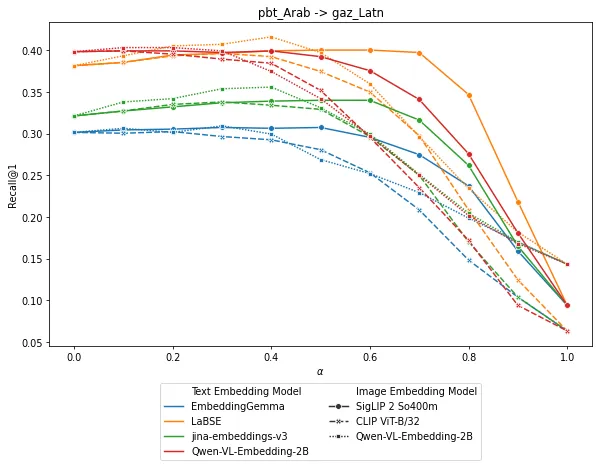 pbt_Arab -> gaz_Latn
Recall@1
0.40
0.35
0.30
0.25
0.20
0.15
0.10
0.05
0.0
0.2
0.4
0.6
0.8
1.0
α
Text Embedding Model
EmbeddingGemma
LaBSE
jina-embeddings-v3
Qwen-VL-Embedding-2B
Image Embedding Model
SigLIP 2 So400m
CLIP ViT-B/32
Qwen-VL-Embedding-2B